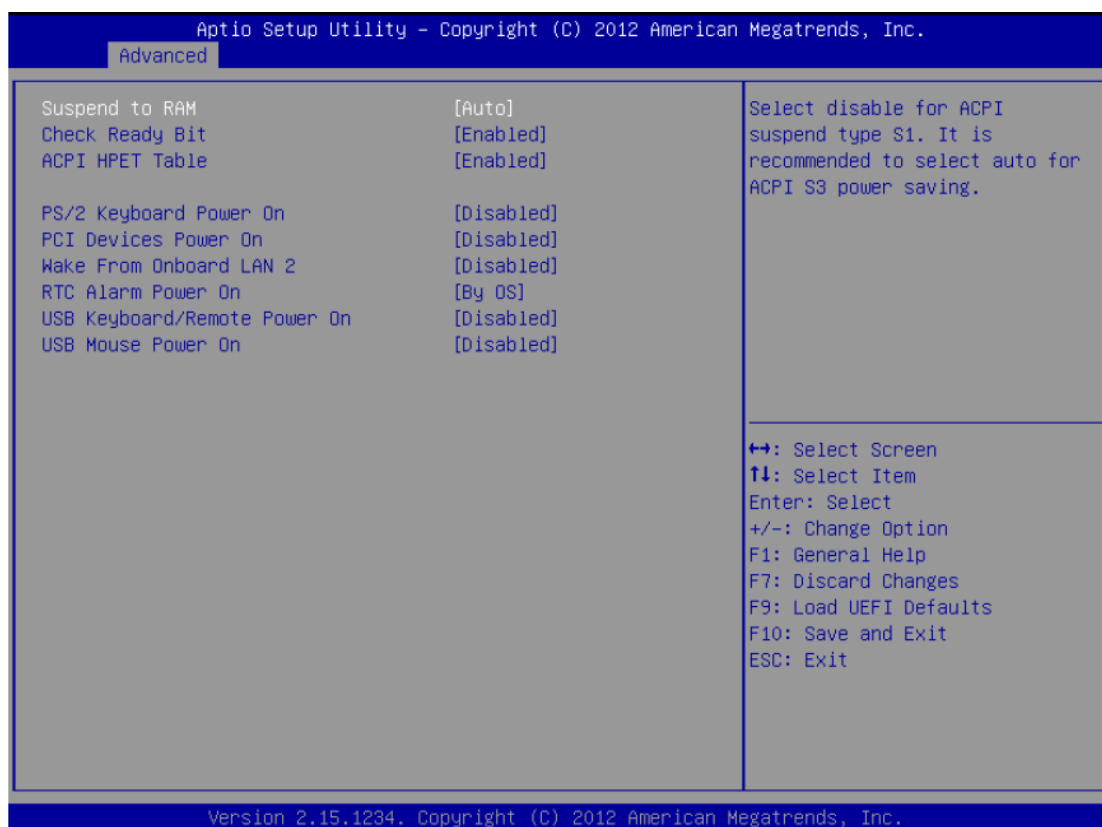 Aptio Setup Utility – Copyright (C) 2012 American Megatrends, Inc.
Advanced
Suspend to RAM [Auto]
Check Ready Bit [Enabled]
ACPI HPET Table [Enabled]
PS/2 Keyboard Power On [Disabled]
PCI Devices Power On [Disabled]
Wake From Onboard LAN 2 [Disabled]
RTC Alarm Power On [By OS]
USB Keyboard/Remote Power On [Disabled]
USB Mouse Power On [Disabled]
Select disable for ACPI
suspend type S1. It is
recommended to select auto for
ACPI S3 power saving.
↔: Select Screen
↑↓: Select Item
Enter: Select
+/-: Change Option
F1: General Help
F7: Discard Changes
F9: Load UEFI Defaults
F10: Save and Exit
ESC: Exit
Version 2.15.1234. Copyright (C) 2012 American Megatrends, Inc.